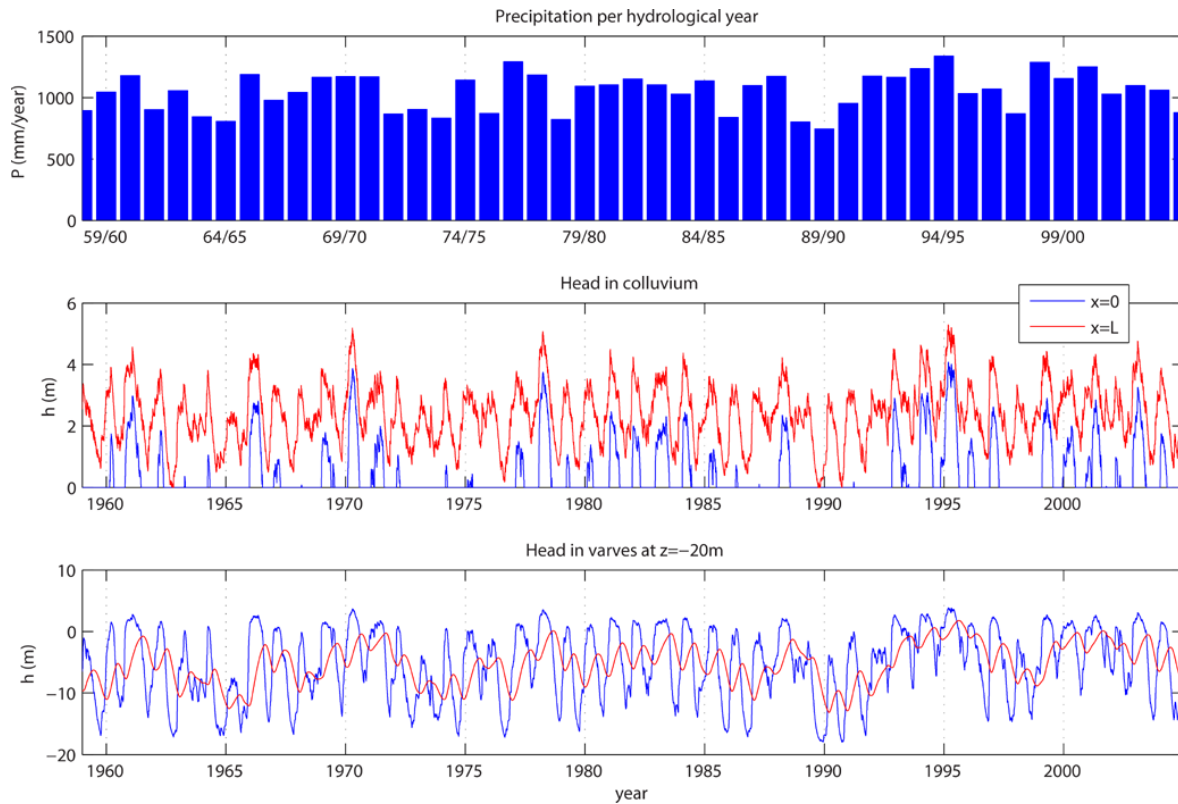 Precipitation per hydrological year
1500
1000
500
0
P (mm/year)
59/60 64/65 69/70 74/75 79/80 84/85 89/90 94/95 99/00
Head in colluvium
6
4
2
0
h (m)
x=0
x=L
1960 1965 1970 1975 1980 1985 1990 1995 2000
Head in varves at z=−20m
10
0
−10
−20
h (m)
1960 1965 1970 1975 1980 1985 1990 1995 2000
year